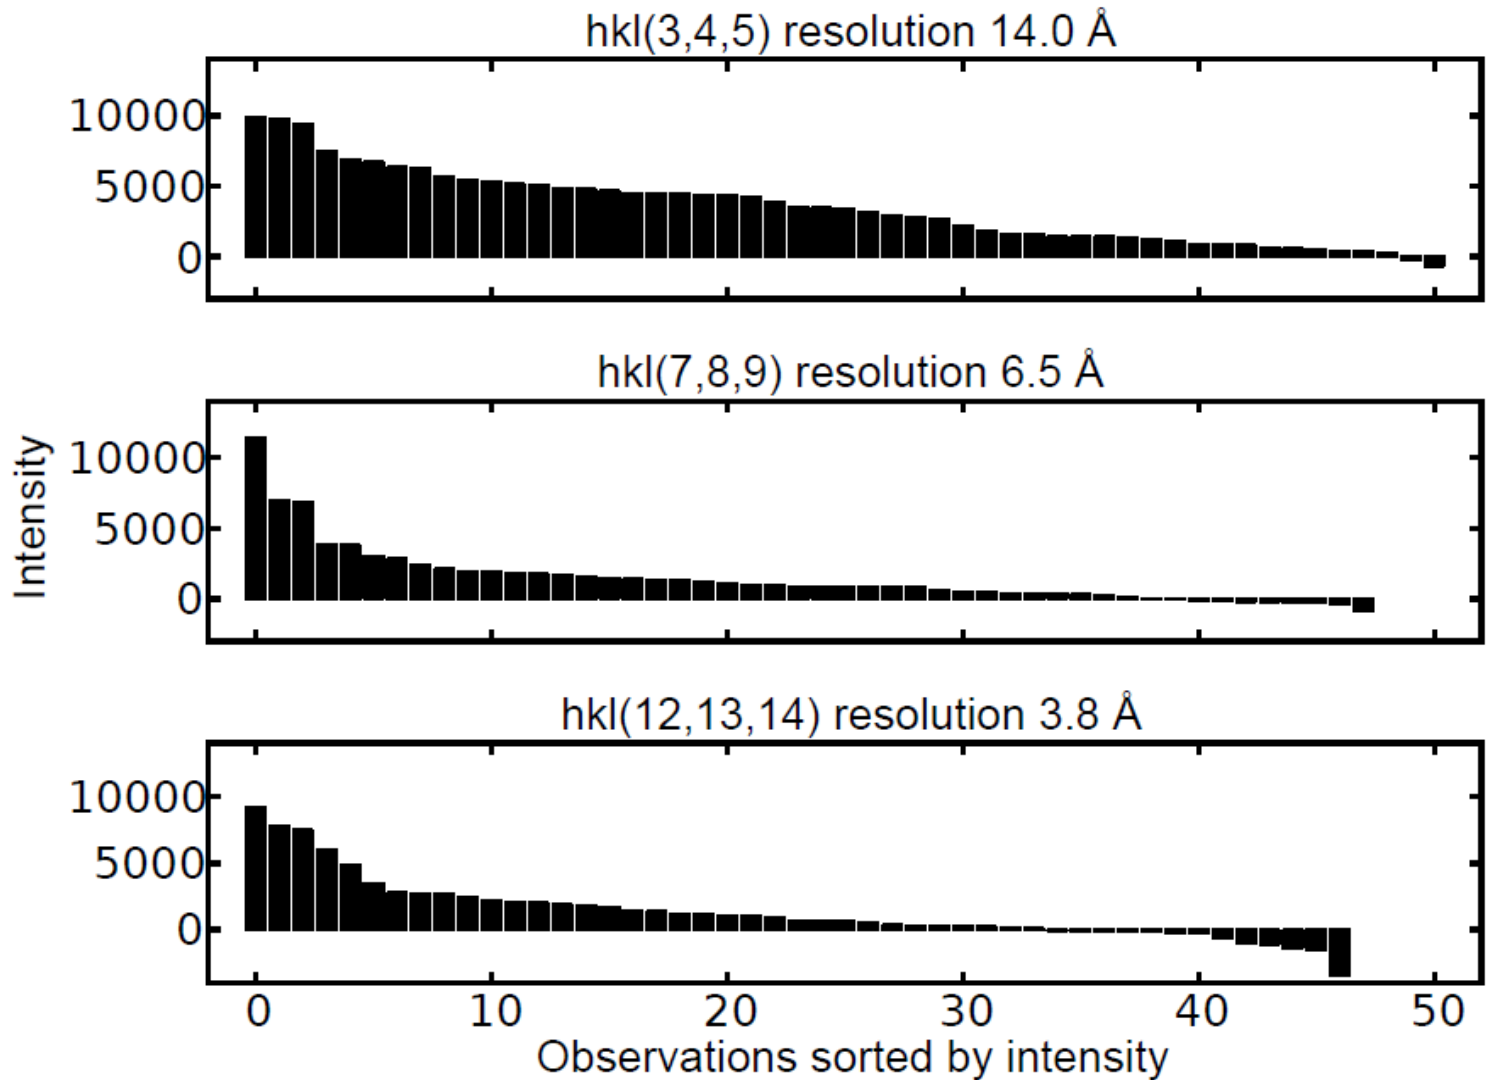 hkl(3,4,5) resolution 14.0 Å
10000
5000
0
hkl(7,8,9) resolution 6.5 Å
Intensity
10000
5000
0
hkl(12,13,14) resolution 3.8 Å
10000
5000
0
0 10 20 30 40 50
Observations sorted by intensity